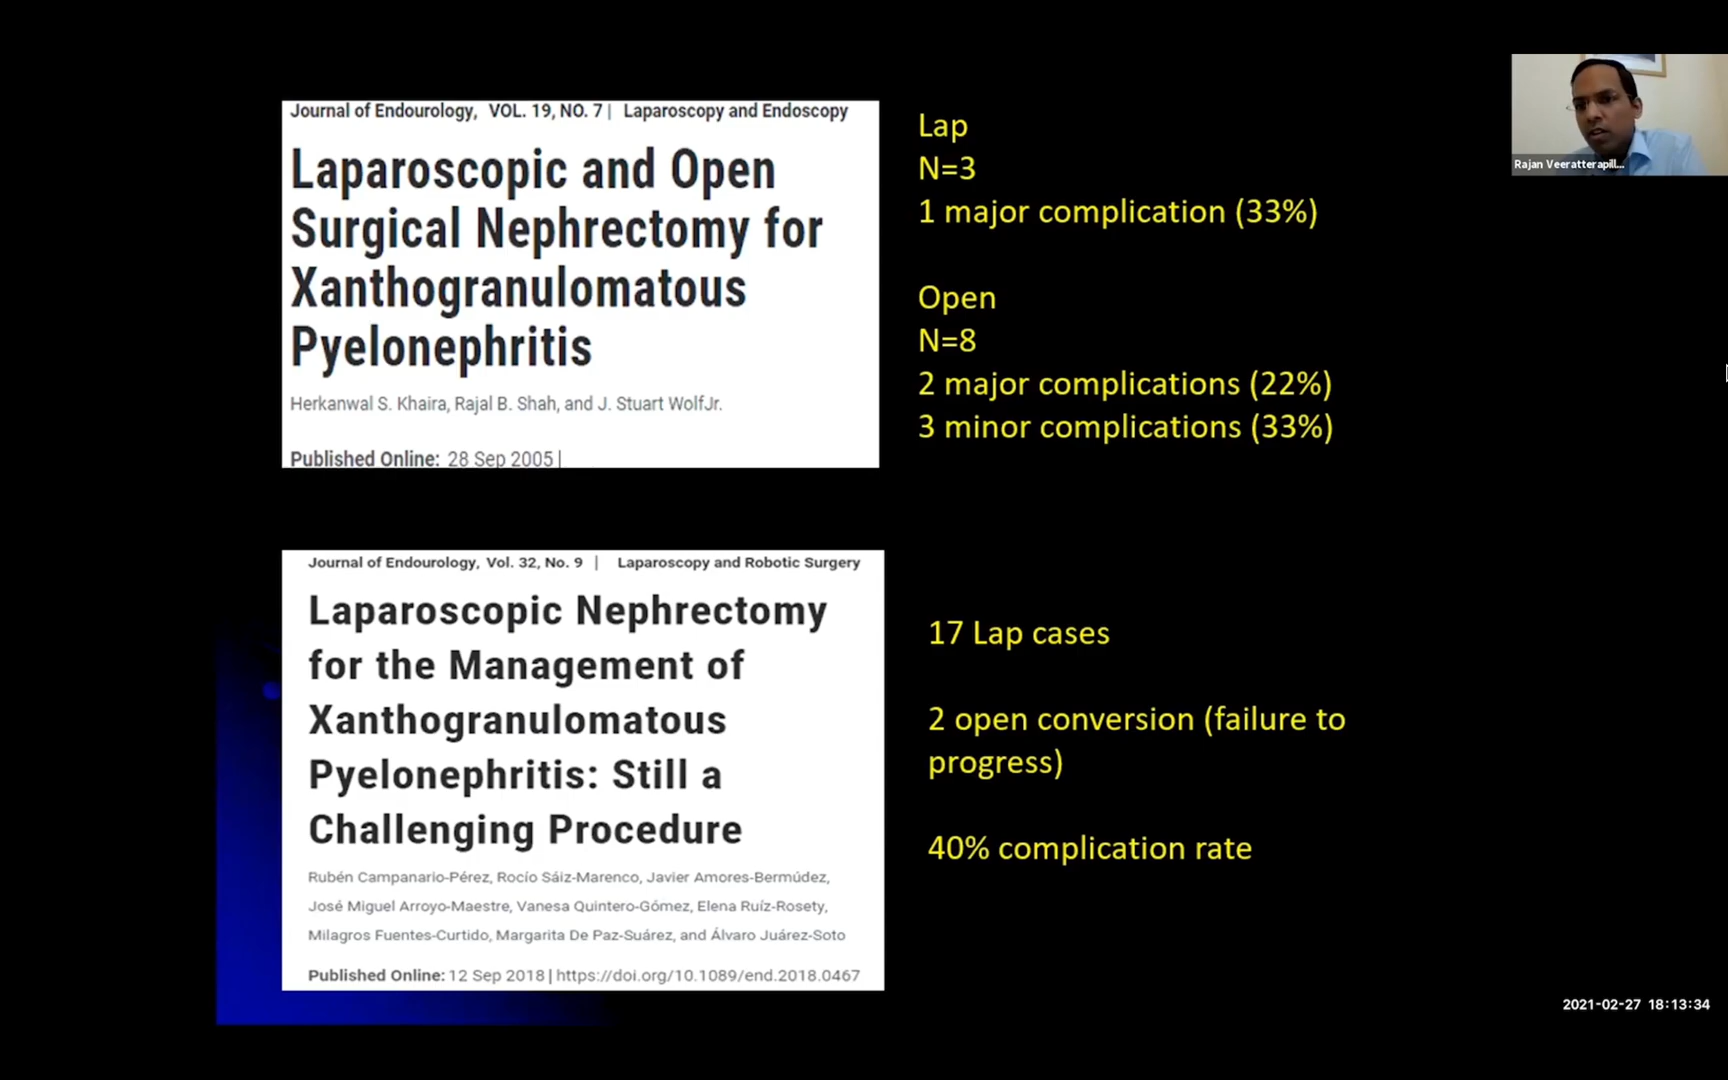 Journal of Endourology, VOL. 19, NO. 7 | Laparoscopy and Endoscopy
Laparoscopic and Open
Surgical Nephrectomy for
Xanthogranulomatous
Pyelonephritis
Herkanwal S. Khaira, Rajal B. Shah, and J. Stuart WolfJr.
Published Online: 28 Sep 2005 |
Lap
N=3
1 major complication (33%)
Open
N=8
2 major complications (22%)
3 minor complications (33%)
Rajan Veeratterapill...
Journal of Endourology, Vol. 32, No. 9 | Laparoscopy and Robotic Surgery
Laparoscopic Nephrectomy
for the Management of
Xanthogranulomatous
Pyelonephritis: Still a
Challenging Procedure
Rubén Campanario-Pérez, Rocío Sáiz-Marenco, Javier Amores-Bermúdez,
José Miguel Arroyo-Maestre, Vanesa Quintero-Gómez, Elena Ruíz-Rosety,
Milagros Fuentes-Curtido, Margarita De Paz-Suárez, and Álvaro Juárez-Soto
Published Online: 12 Sep 2018 | https://doi.org/10.1089/end.2018.0467
17 Lap cases
2 open conversion (failure to
progress)
40% complication rate
2021-02-27 18:13:34